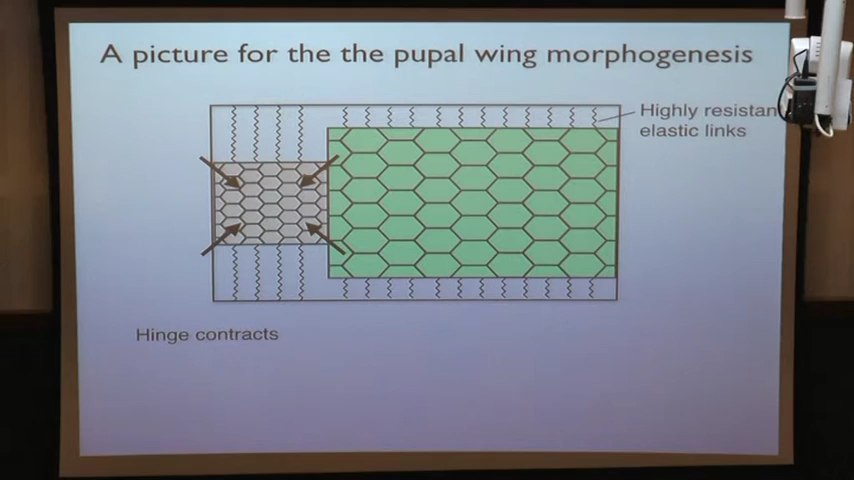 A picture for the the pupal wing morphogenesis
Highly resistan
elastic links
Hinge contracts